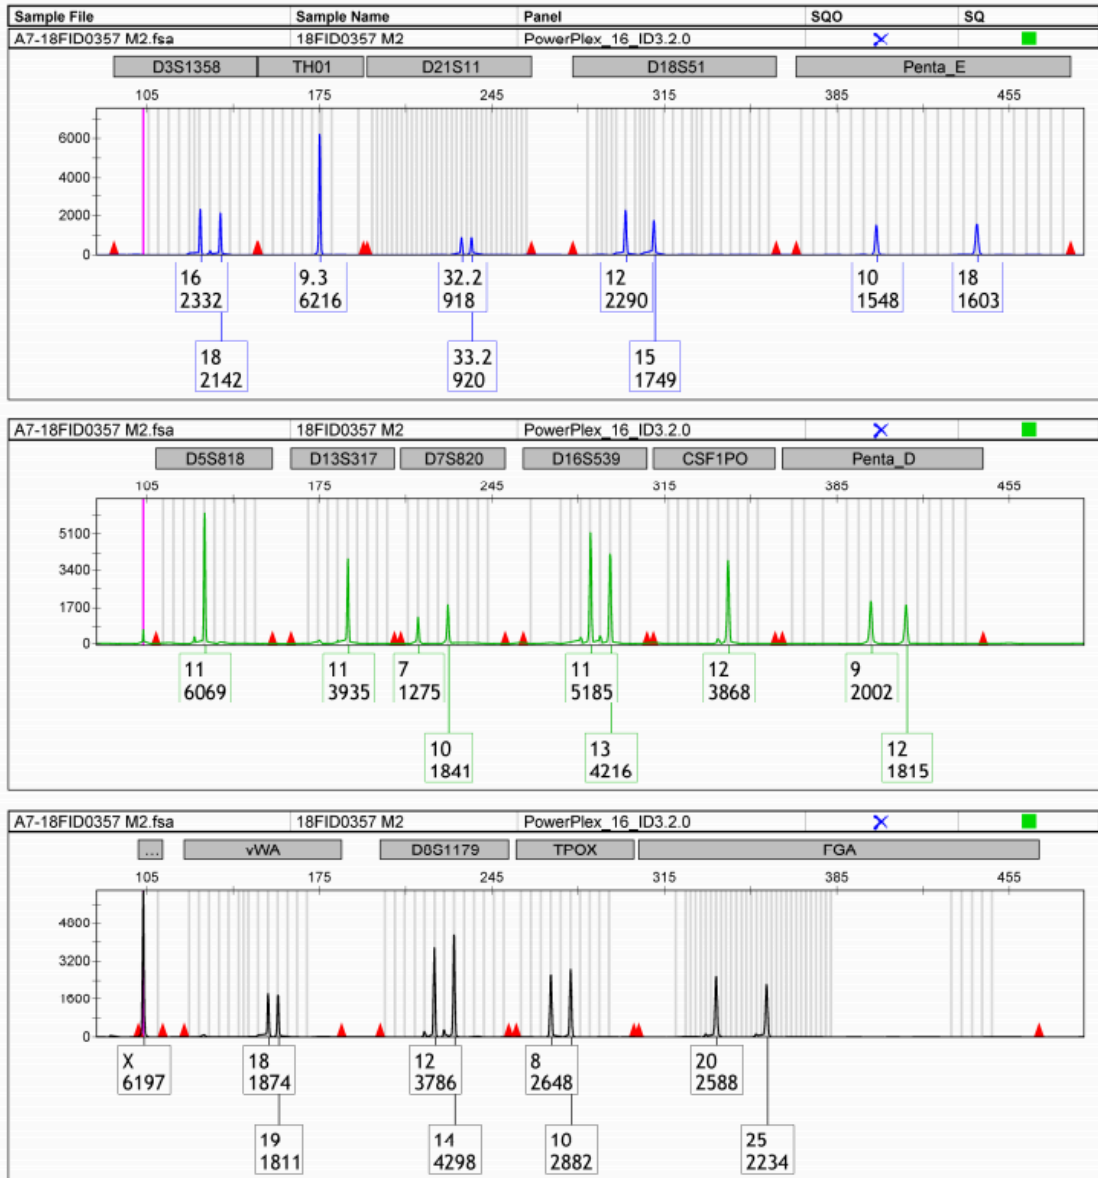 Sample File Sample Name Panel SQO SQ
A7-18FID0357 M2.fsa 18FID0357 M2 PowerPlex_16_ID3.2.0
D3S1358 TH01 D21S11 D18S51 Penta_E
105 175 245 315 385 455
6000
4000
2000
0
16 9.3 32.2 12 10 18
2332 6216 918 2290 1548 1603
18 33.2 15
2142 920 1749
A7-18FID0357 M2.fsa 18FID0357 M2 PowerPlex_16_ID3.2.0
D5S818 D13S317 D7S820 D16S539 CSF1PO Penta_D
105 175 245 315 385 455
5100
3400
1700
0
11 11 7 11 12 9
6069 3935 1275 5185 3868 2002
10 13 12
1841 4216 1815
A7-18FID0357 M2.fsa 18FID0357 M2 PowerPlex_16_ID3.2.0
... vWA D8S1179 TPOX FGA
105 175 245 315 385 455
4800
3200
1600
0
X 18 12 8 20
6197 1874 3786 2648 2588
19 14 10 25
1811 4298 2882 2234